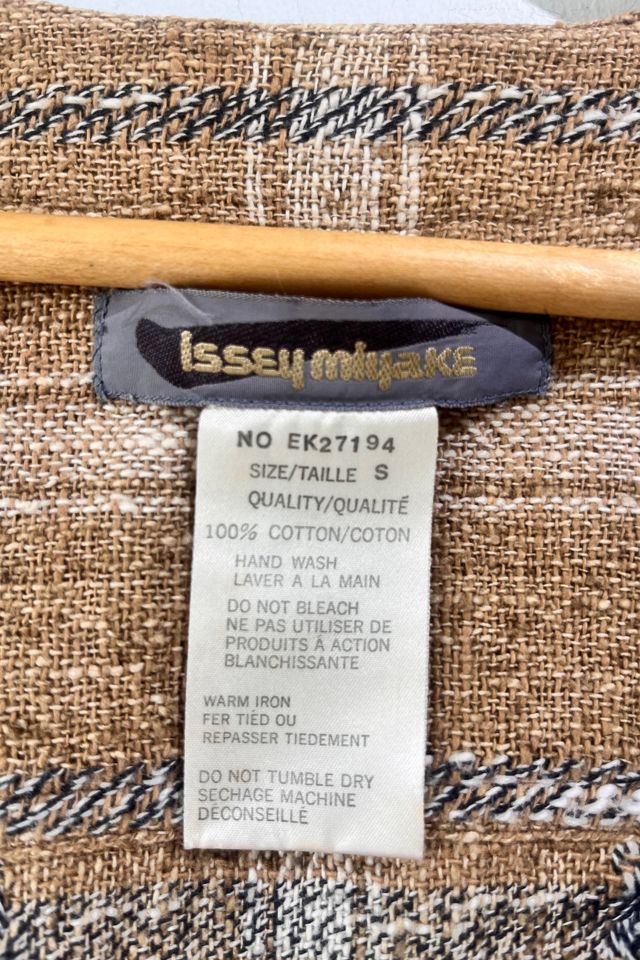 issey miyake
NO EK27194
SIZE/TAILLE S
QUALITY/QUALITÉ
100% COTTON/COTON
HAND WASH
LAVER A LA MAIN
DO NOT BLEACH
NE PAS UTILISER DE
PRODUITS À ACTION
BLANCHISSANTE
WARM IRON
FER TIED OU
REPASSER TIEDEMENT
DO NOT TUMBLE DRY
SECHAGE MACHINE
DÉCONSEILLÉ